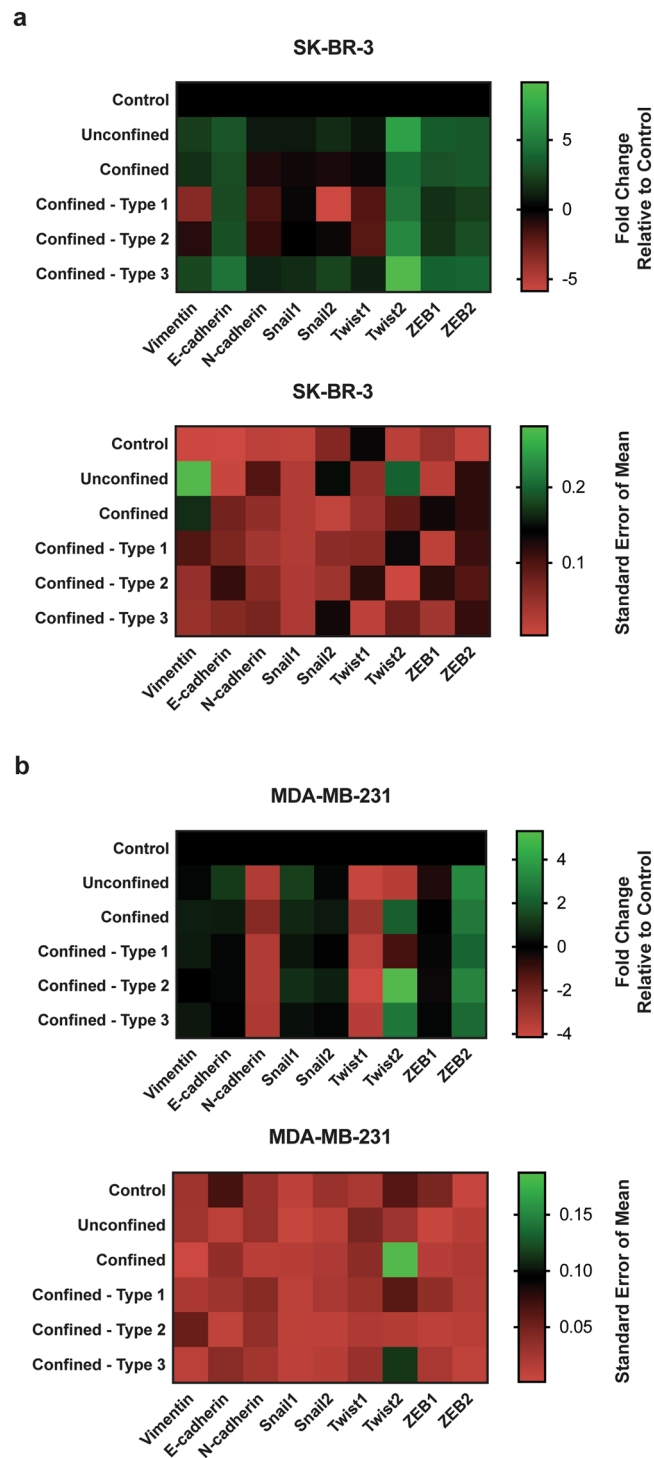 a
SK-BR-3
Control
Unconfined
Confined
Confined - Type 1
Confined - Type 2
Confined - Type 3
Vimentin
E-cadherin
N-cadherin
Snail1
Snail2
Twist1
Twist2
ZEB1
ZEB2
5
0
-5
Fold Change
Relative to Control
SK-BR-3
Control
Unconfined
Confined
Confined - Type 1
Confined - Type 2
Confined - Type 3
Vimentin
E-cadherin
N-cadherin
Snail1
Snail2
Twist1
Twist2
ZEB1
ZEB2
0.2
0.1
Standard Error of Mean
b
MDA-MB-231
Control
Unconfined
Confined
Confined - Type 1
Confined - Type 2
Confined - Type 3
Vimentin
E-cadherin
N-cadherin
Snail1
Snail2
Twist1
Twist2
ZEB1
ZEB2
4
2
0
-2
-4
Fold Change
Relative to Control
MDA-MB-231
Control
Unconfined
Confined
Confined - Type 1
Confined - Type 2
Confined - Type 3
Vimentin
E-cadherin
N-cadherin
Snail1
Snail2
Twist1
Twist2
ZEB1
ZEB2
0.15
0.10
0.05
Standard Error of Mean